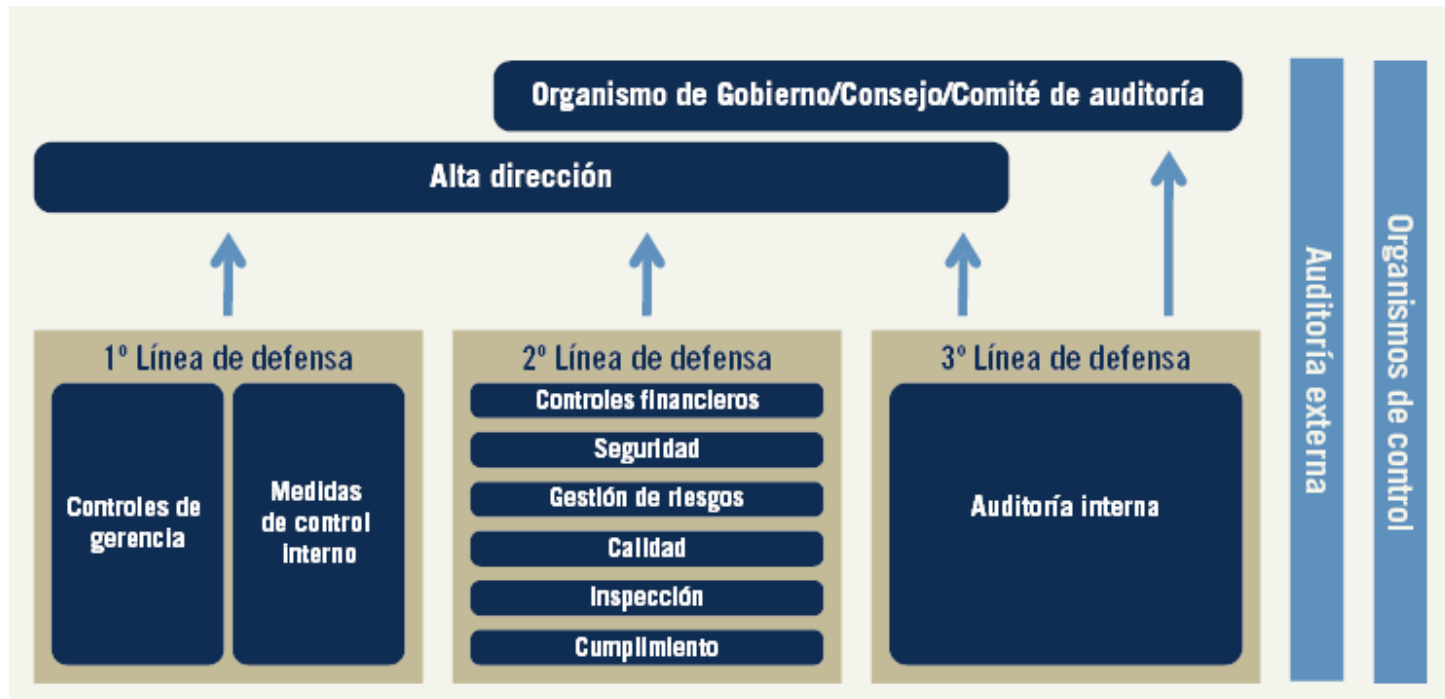 Organismo de Gobierno/Consejo/Comité de auditoría
Alta dirección
1º Línea de defensa
Controles de
gerencia
Medidas
de control
interno
2º Línea de defensa
Controles financieros
Seguridad
Gestión de riesgos
Calidad
Inspección
Cumplimiento
3º Línea de defensa
Auditoría interna
Auditoría externa
Organismos de control